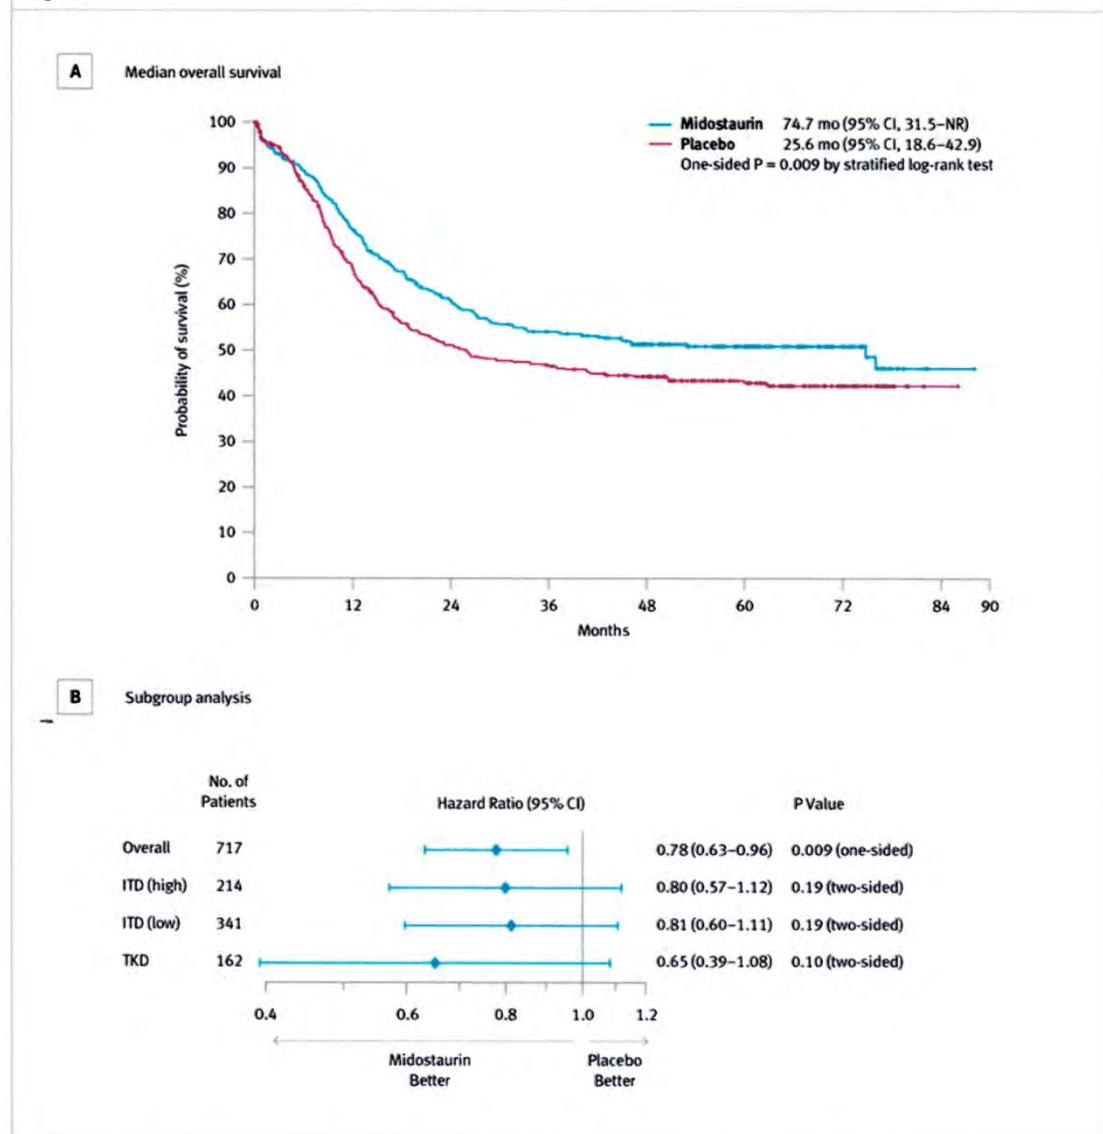 A Median overall survival
Midostaurin 74.7 mo (95% CI, 31.5–NR)
Placebo 25.6 mo (95% CI, 18.6–42.9)
One-sided P = 0.009 by stratified log-rank test
Probability of survival (%)
100
90
80
70
60
50
40
30
20
10
0
0 12 24 36 48 60 72 84 90
Months
B Subgroup analysis
No. of
Patients Hazard Ratio (95% CI) P Value
Overall 717 0.78 (0.63–0.96) 0.009 (one-sided)
ITD (high) 214 0.80 (0.57–1.12) 0.19 (two-sided)
ITD (low) 341 0.81 (0.60–1.11) 0.19 (two-sided)
TKD 162 0.65 (0.39–1.08) 0.10 (two-sided)
0.4 0.6 0.8 1.0 1.2
Midostaurin Placebo
Better Better